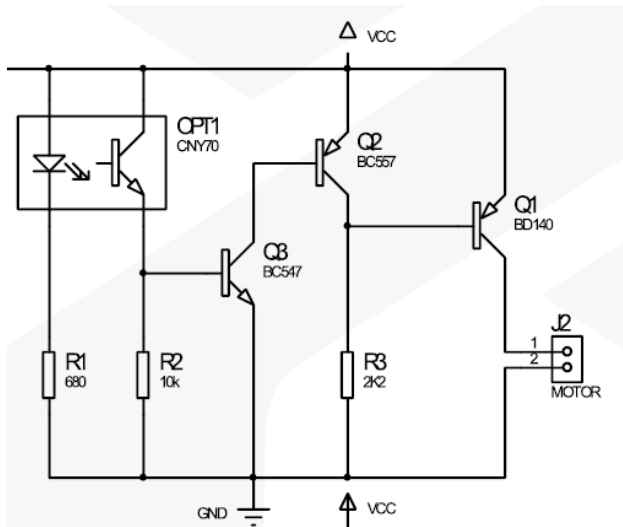 VCC
OPT1
CNY70
Q2
BC557
Q1
BD140
Q3
BC547
J2
1
2
MOTOR
R1
680
R2
10k
R3
2K2
GND
VCC